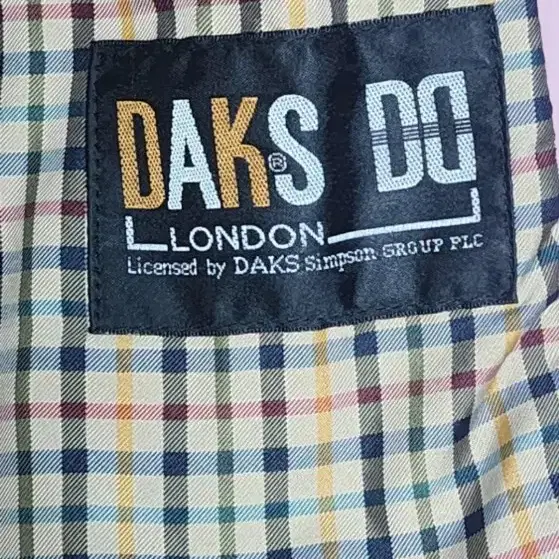 DAKS® DD
LONDON
Licensed by DAKS Simpson GROUP PLC